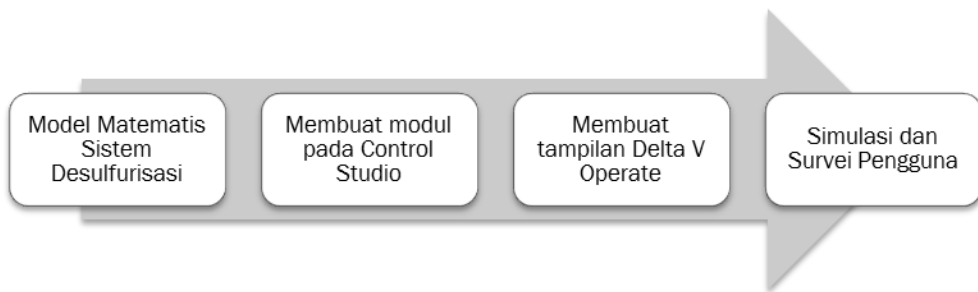 Model Matematis
Sistem
Desulfurisasi
Membuat modul
pada Control
Studio
Membuat
tampilan Delta V
Operate
Simulasi dan
Survei Pengguna